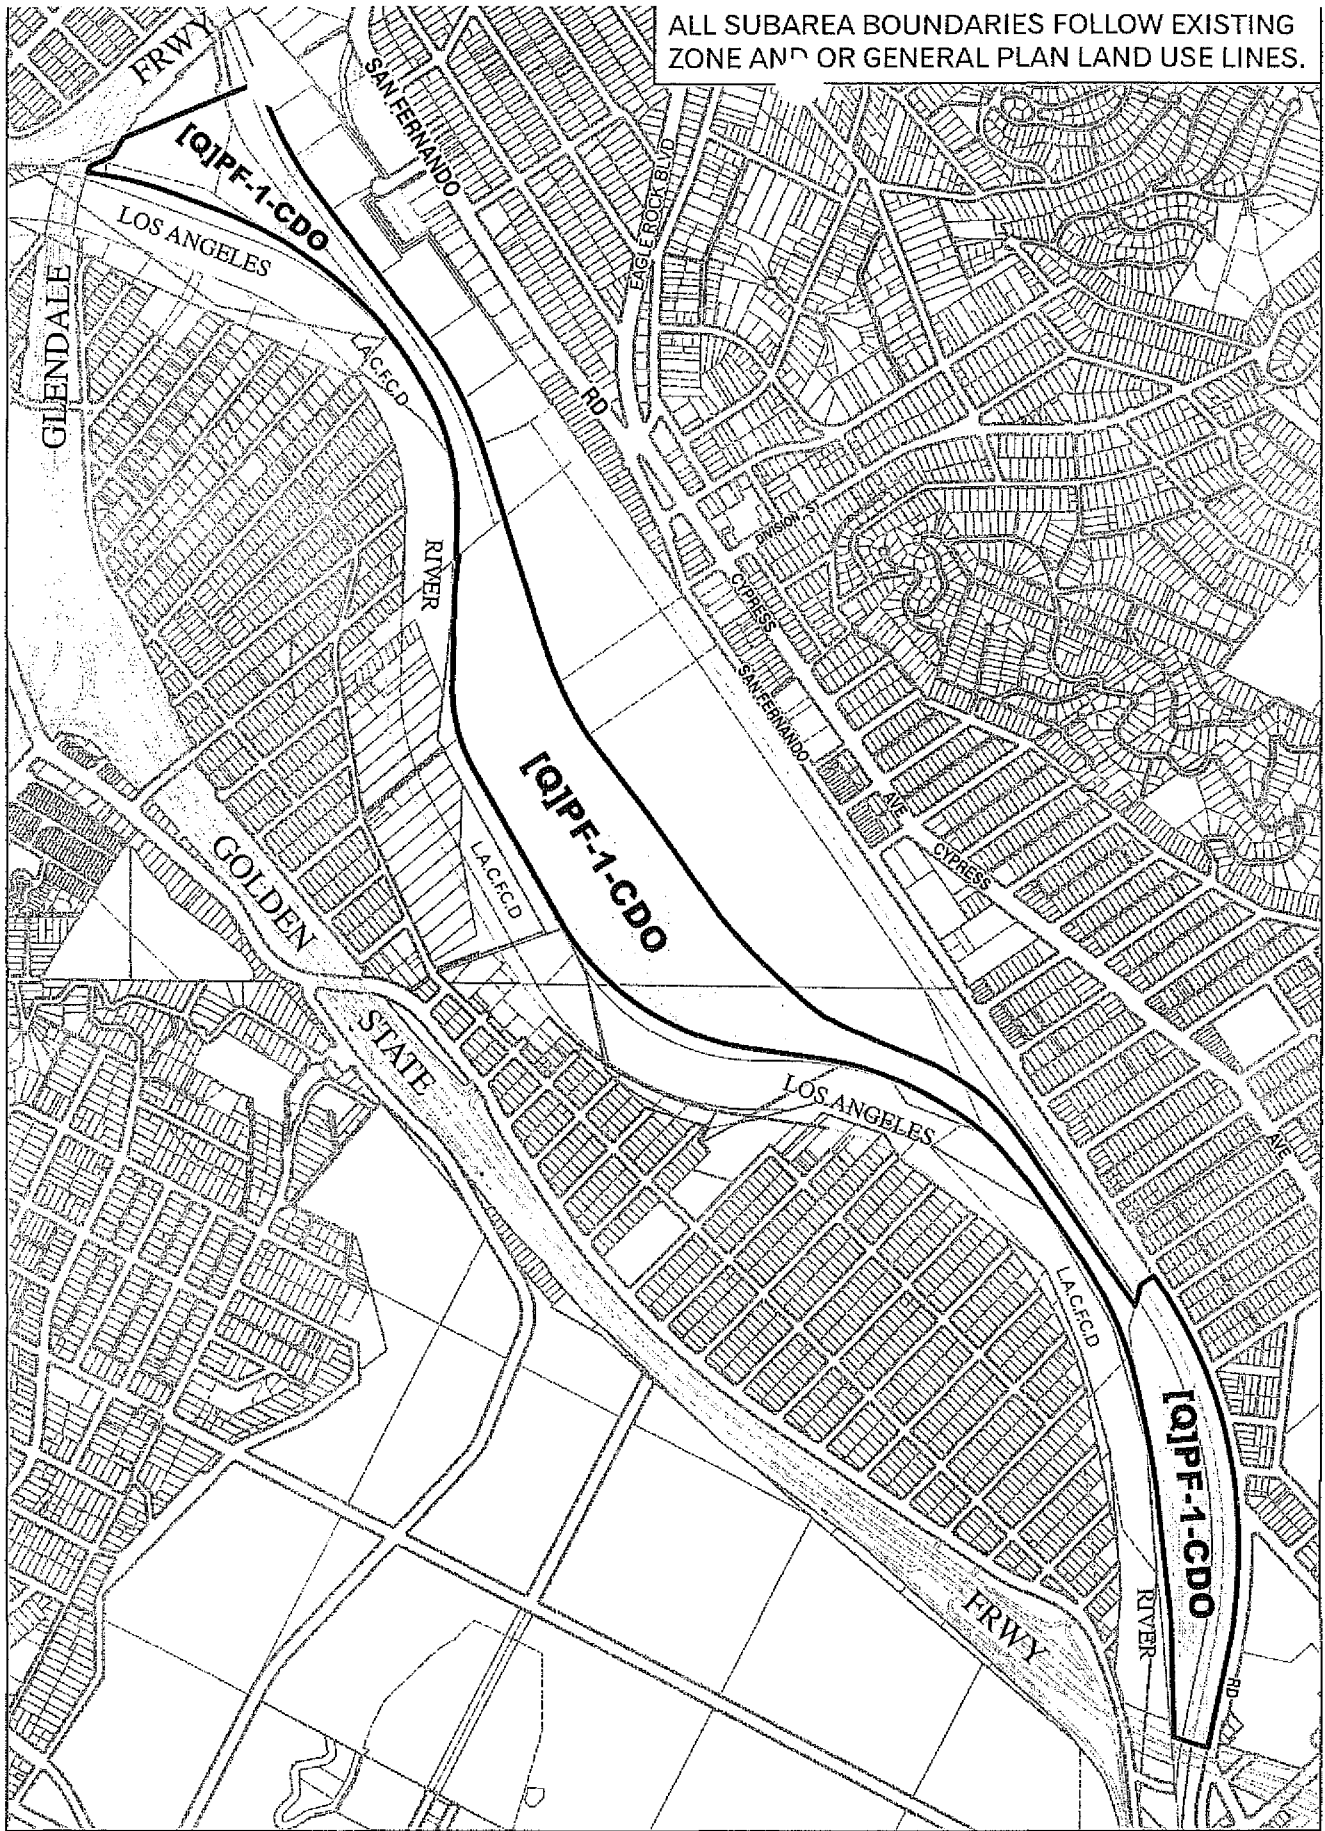 ALL SUBAREA BOUNDARIES FOLLOW EXISTING
ZONE AND OR GENERAL PLAN LAND USE LINES.
FRWY
SAN FERNANDO
[Q]PF-1-CDO
EAGLE ROCK BLVD
LOS ANGELES
GLENDALE
L.A.C.F.C.D
RD
DIVISION ST
RIVER
CYPRESS
SAN FERNANDO
[Q]PF-1-CDO
AVE
CYPRESS
GOLDEN
L.A.C.F.C.D
STATE
LOS ANGELES
AVE
L.A.C.F.C.D
[Q]PF-1-CDO
FRWY
RIVER
RD